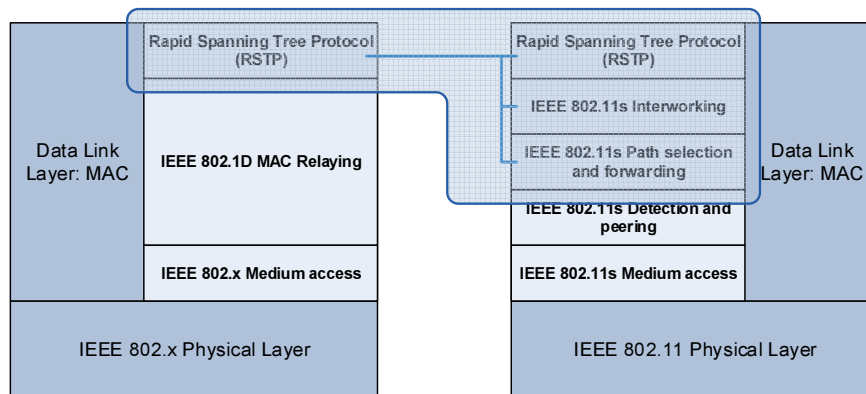 Rapid Spanning Tree Protocol
(RSTP)
Data Link
Layer: MAC
IEEE 802.1D MAC Relaying
IEEE 802.x Medium access
IEEE 802.x Physical Layer
Rapid Spanning Tree Protocol
(RSTP)
IEEE 802.11s Interworking
IEEE 802.11s Path selection
and forwarding
Data Link
Layer: MAC
IEEE 802.11s Detection and
peering
IEEE 802.11s Medium access
IEEE 802.11 Physical Layer